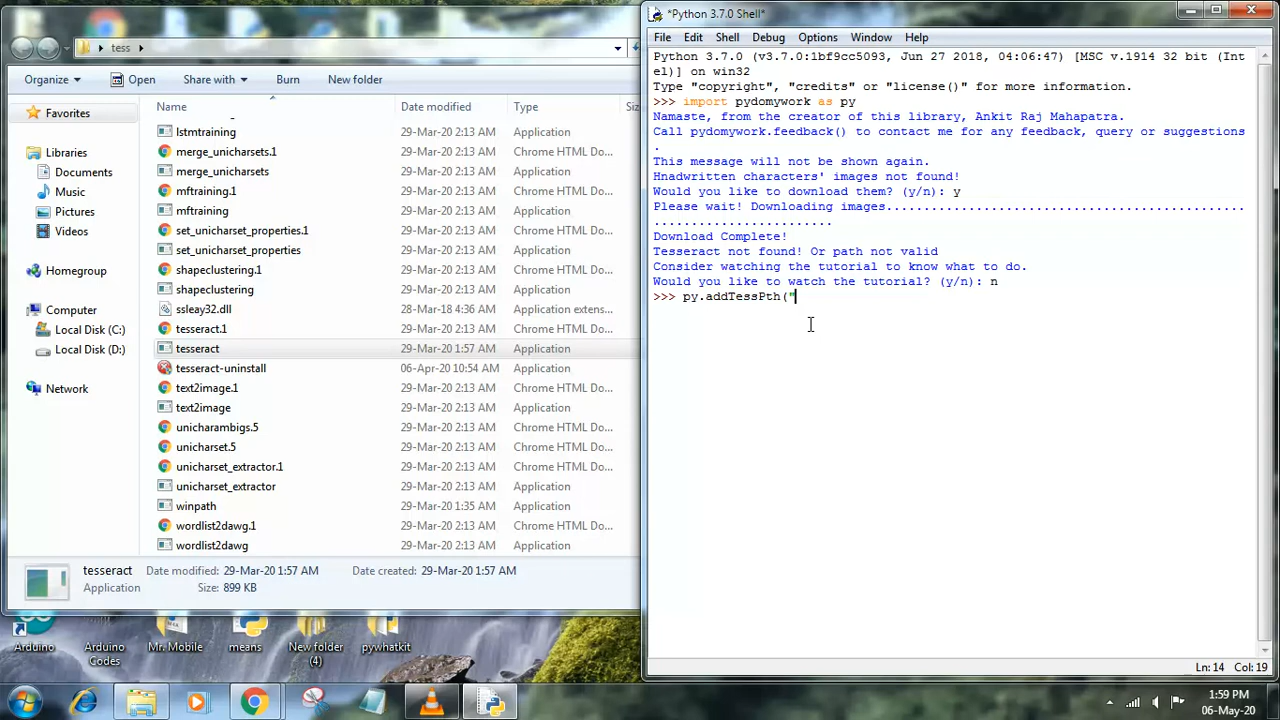 tess
Organize
Open
Share with
Burn
New folder
Favorites
Libraries
Documents
Music
Pictures
Videos
Homegroup
Computer
Local Disk (C:)
Local Disk (D:)
Network
Name Date modified Type Siz
lstmtraining 29-Mar-20 2:13 AM Application
merge_unicharsets.1 29-Mar-20 2:13 AM Chrome HTML Do...
merge_unicharsets 29-Mar-20 2:13 AM Application
mftraining.1 29-Mar-20 2:13 AM Chrome HTML Do...
mftraining 29-Mar-20 2:13 AM Application
set_unicharset_properties.1 29-Mar-20 2:13 AM Chrome HTML Do...
set_unicharset_properties 29-Mar-20 2:13 AM Application
shapeclustering.1 29-Mar-20 2:13 AM Chrome HTML Do...
shapeclustering 29-Mar-20 2:13 AM Application
ssleay32.dll 28-Mar-18 4:36 AM Application exten...
tesseract.1 29-Mar-20 2:13 AM Chrome HTML Do...
tesseract 29-Mar-20 1:57 AM Application
tesseract-uninstall 06-Apr-20 10:54 AM Application
text2image.1 29-Mar-20 2:13 AM Chrome HTML Do...
text2image 29-Mar-20 2:13 AM Application
unicharambigs.5 29-Mar-20 2:13 AM Chrome HTML Do...
unicharset.5 29-Mar-20 2:13 AM Chrome HTML Do...
unicharset_extractor.1 29-Mar-20 2:13 AM Chrome HTML Do...
unicharset_extractor 29-Mar-20 2:13 AM Application
winpath 29-Mar-20 1:35 AM Application
wordlist2dawg.1 29-Mar-20 2:13 AM Chrome HTML Do...
wordlist2dawg 29-Mar-20 2:13 AM Application
tesseract Date modified: 29-Mar-20 1:57 AM Date created: 29-Mar-20 1:57 AM
Application Size: 899 KB
*Python 3.7.0 Shell*
File Edit Shell Debug Options Window Help
Python 3.7.0 (v3.7.0:1bf9cc5093, Jun 27 2018, 04:06:47) [MSC v.1914 32 bit (Int
el)] on win32
Type "copyright", "credits" or "license()" for more information.
>>> import pydomywork as py
Namaste, from the creator of this library, Ankit Raj Mahapatra.
Call pydomywork.feedback() to contact me for any feedback, query or suggestions
.
This message will not be shown again.
Hnadwritten characters' images not found!
Would you like to download them? (y/n): y
Please wait! Downloading images................................................
........................
Download Complete!
Tesseract not found! Or path not valid
Consider watching the tutorial to know what to do.
Would you like to watch the tutorial? (y/n): n
>>> py.addTessPth("
Ln: 14 Col: 19
Arduino
Arduino Codes
Mr. Mobile
means
New folder (4)
pywhatkit
1:59 PM
06-May-20